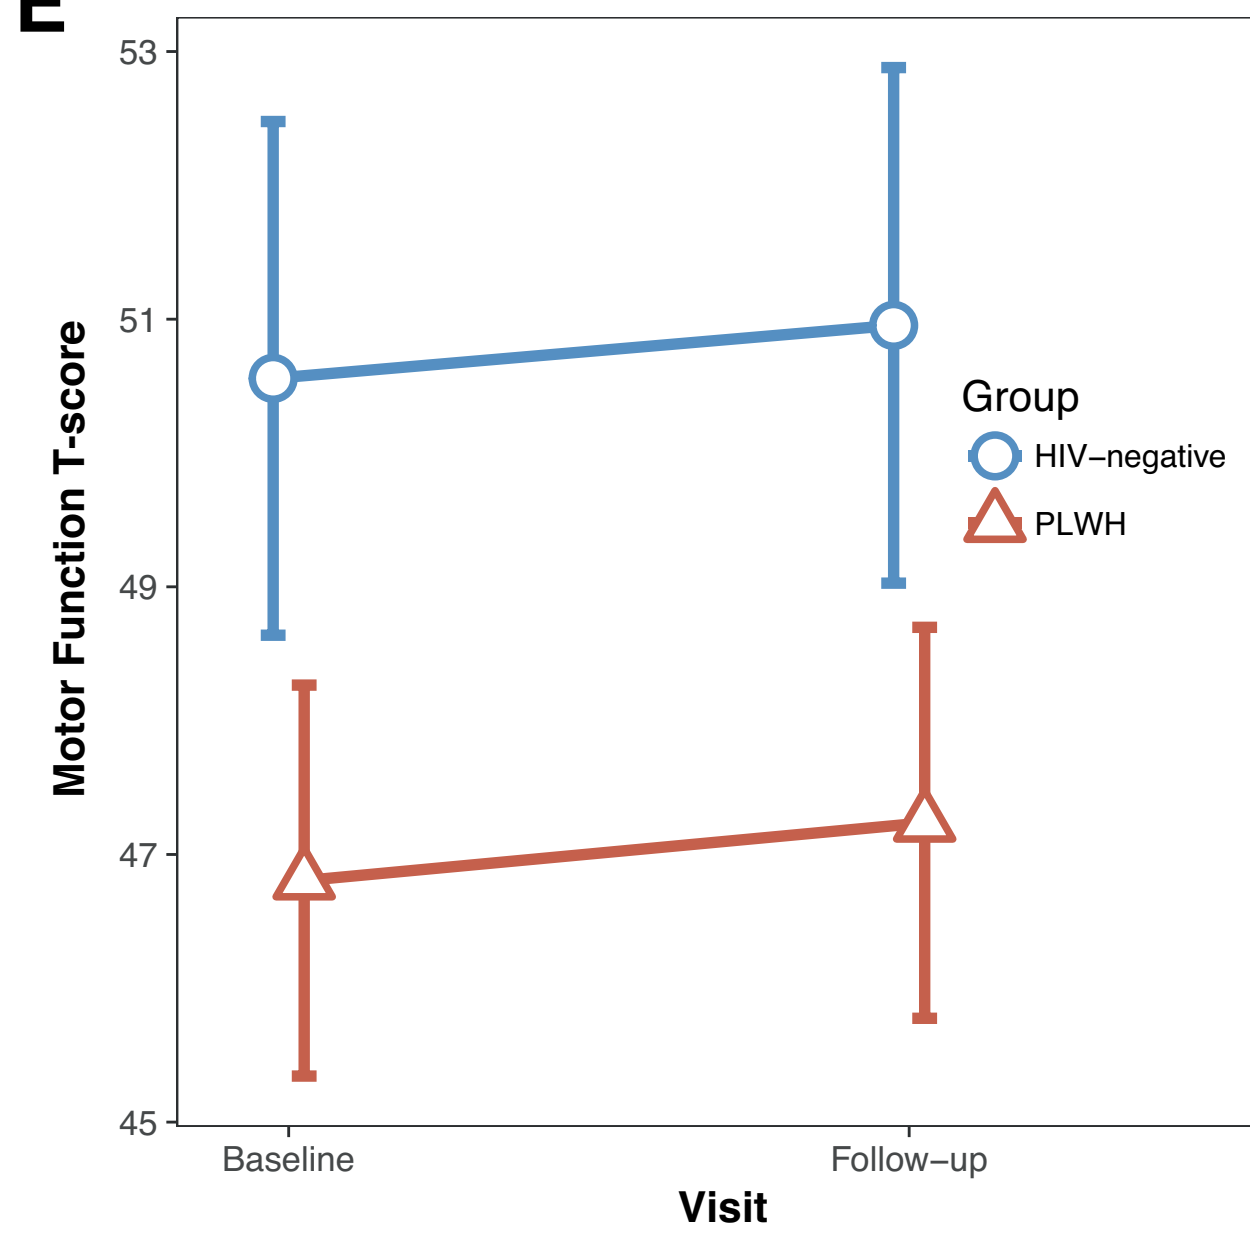 E
53
51
49
47
45
Motor Function T-score
Group
HIV−negative
PLWH
Baseline
Follow−up
Visit